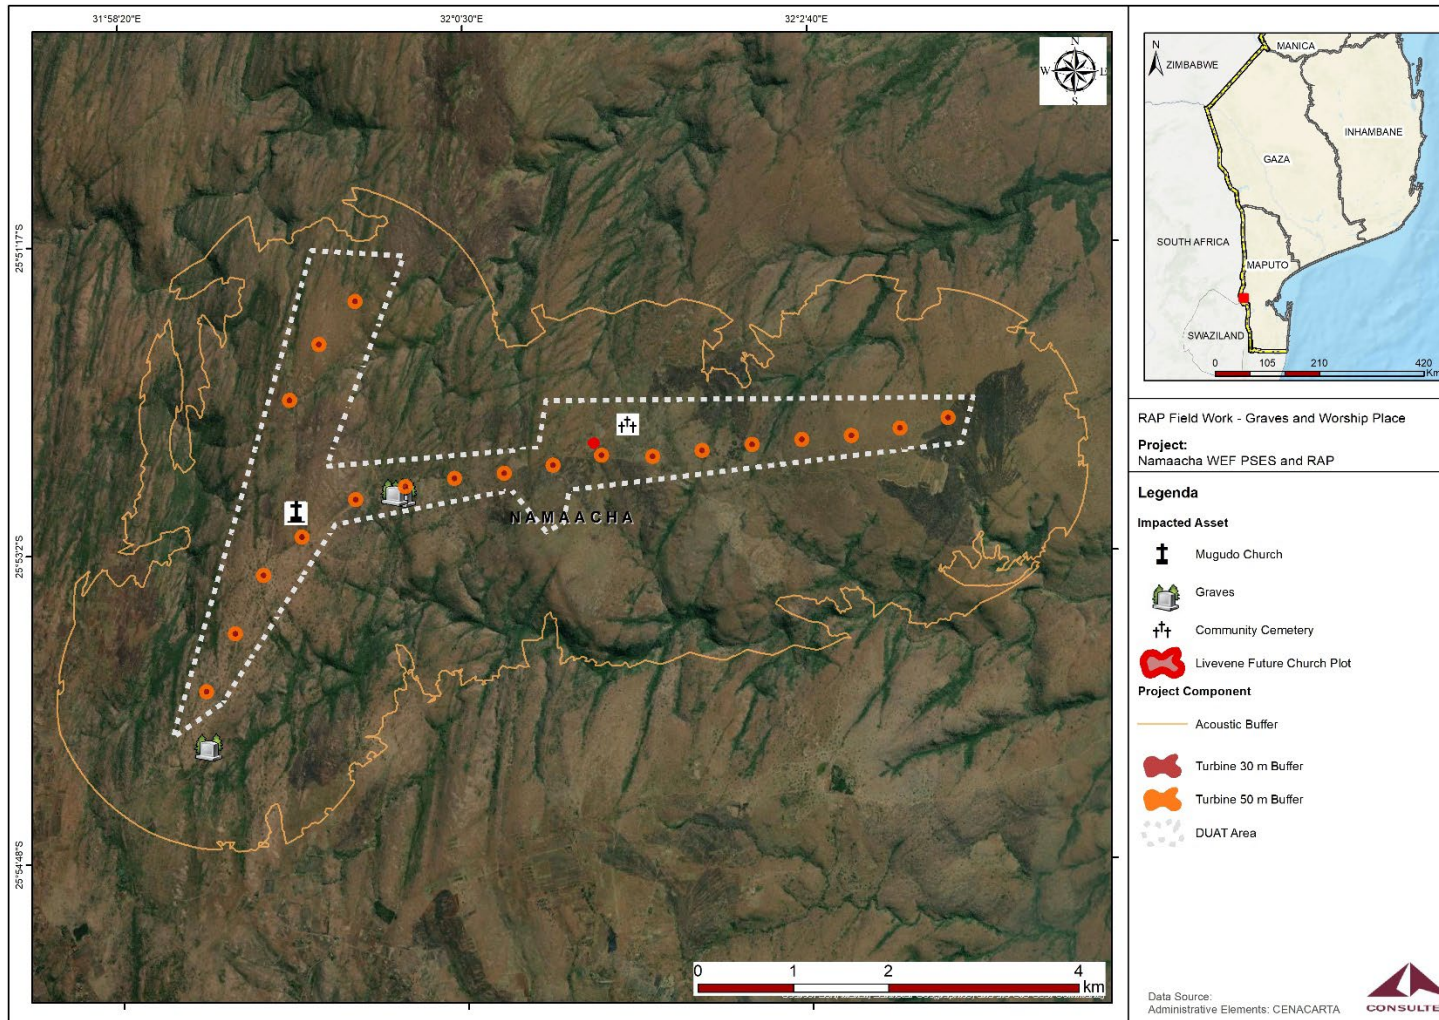 31°58'20"E
32°0'30"E
32°2'40"E
25°51'17"S
25°53'2"S
25°54'48"S
N
W
E
S
NAMAACHA
0
1
2
4
km
N
ZIMBABWE
MANICA
INHAMBANE
GAZA
SOUTH AFRICA
MAPUTO
SWAZILAND
0
105
210
420
Km
RAP Field Work - Graves and Worship Place
Project:
Namaacha WEF PSES and RAP
Legenda
Impacted Asset
Mugudo Church
Graves
Community Cemetery
Livevene Future Church Plot
Project Component
Acoustic Buffer
Turbine 30 m Buffer
Turbine 50 m Buffer
DUAT Area
Data Source:
Administrative Elements: CENACARTA
CONSULTE